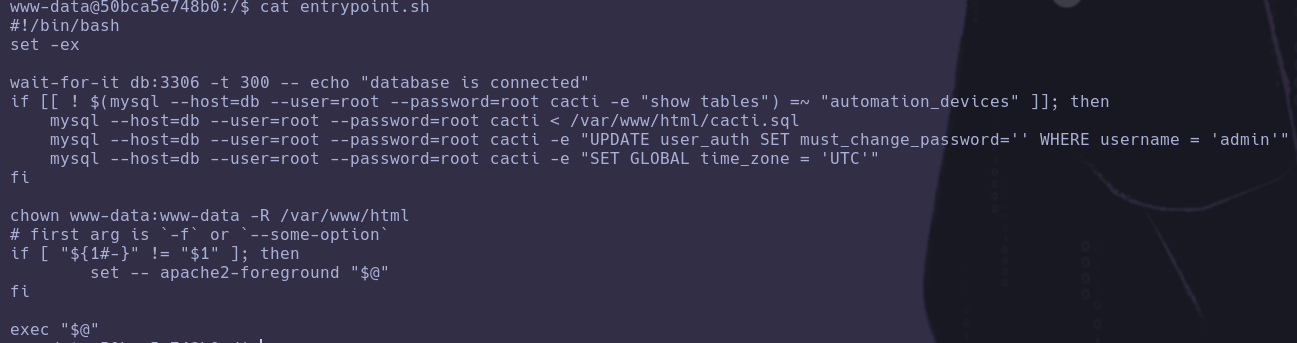 www-data@50bca5e748b0:/$ cat entrypoint.sh
#!/bin/bash
set -ex

wait-for-it db:3306 -t 300 -- echo "database is connected"
if [[ ! $(mysql --host=db --user=root --password=root cacti -e "show tables") =~ "automation_devices" ]]; then
    mysql --host=db --user=root --password=root cacti < /var/www/html/cacti.sql
    mysql --host=db --user=root --password=root cacti -e "UPDATE user_auth SET must_change_password='' WHERE username = 'admin'"
    mysql --host=db --user=root --password=root cacti -e "SET GLOBAL time_zone = 'UTC'"
fi

chown www-data:www-data -R /var/www/html
# first arg is `-f` or `--some-option`
if [ "${1#-}" != "$1" ]; then
        set -- apache2-foreground "$@"
fi

exec "$@"